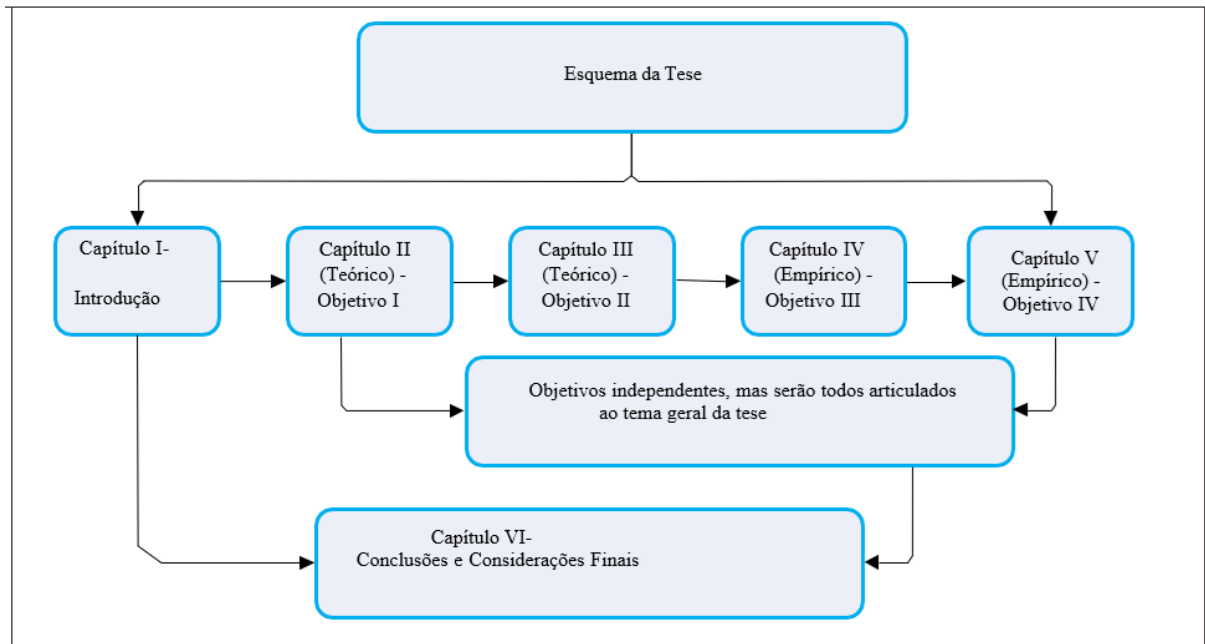 Esquema da Tese
Capítulo I-
Introdução
Capítulo II
(Teórico) -
Objetivo I
Capítulo III
(Teórico) -
Objetivo II
Capítulo IV
(Empírico) -
Objetivo III
Capítulo V
(Empírico) -
Objetivo IV
Objetivos independentes, mas serão todos articulados
ao tema geral da tese
Capítulo VI-
Conclusões e Considerações Finais